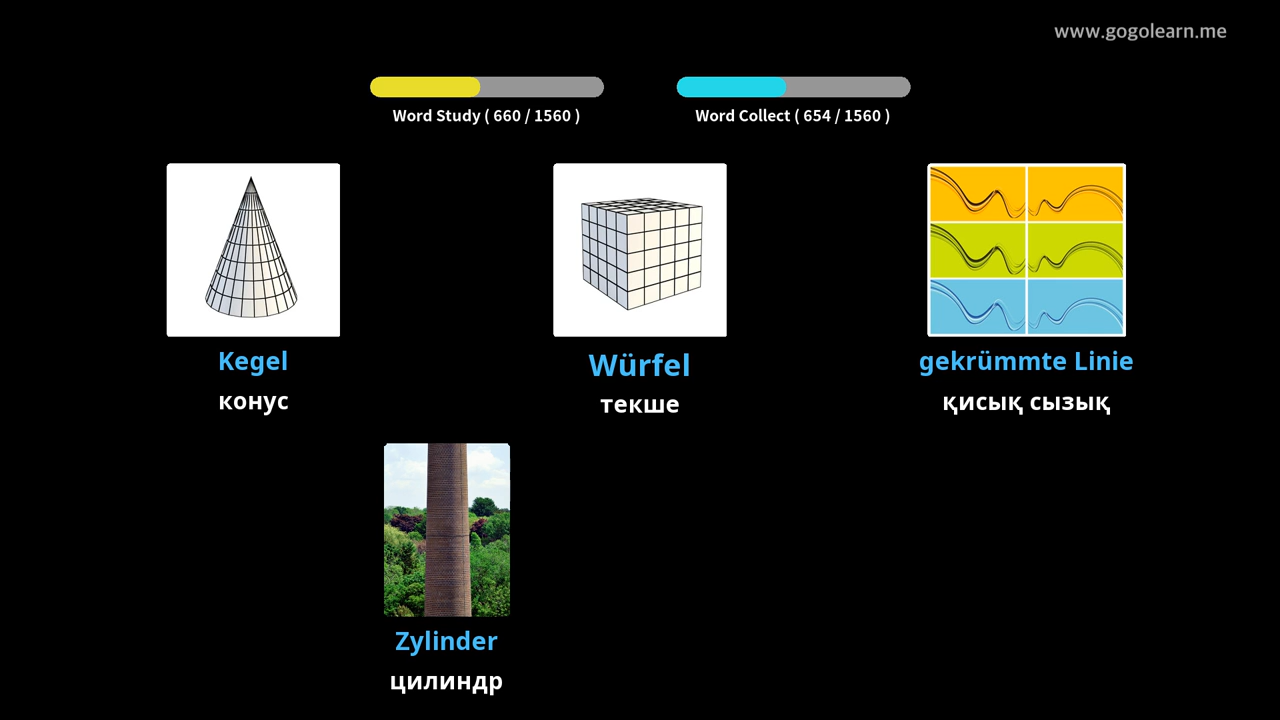 www.gogolearn.me
Word Study ( 660 / 1560 )
Word Collect ( 654 / 1560 )
Kegel
конус
Würfel
текше
gekrümmte Linie
қисық сызық
Zylinder
цилиндр